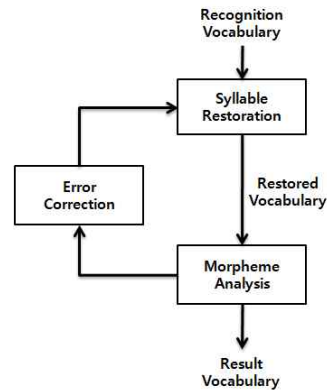 Recognition
Vocabulary
Syllable
Restoration
Error
Correction
Restored
Vocabulary
Morpheme
Analysis
Result
Vocabulary